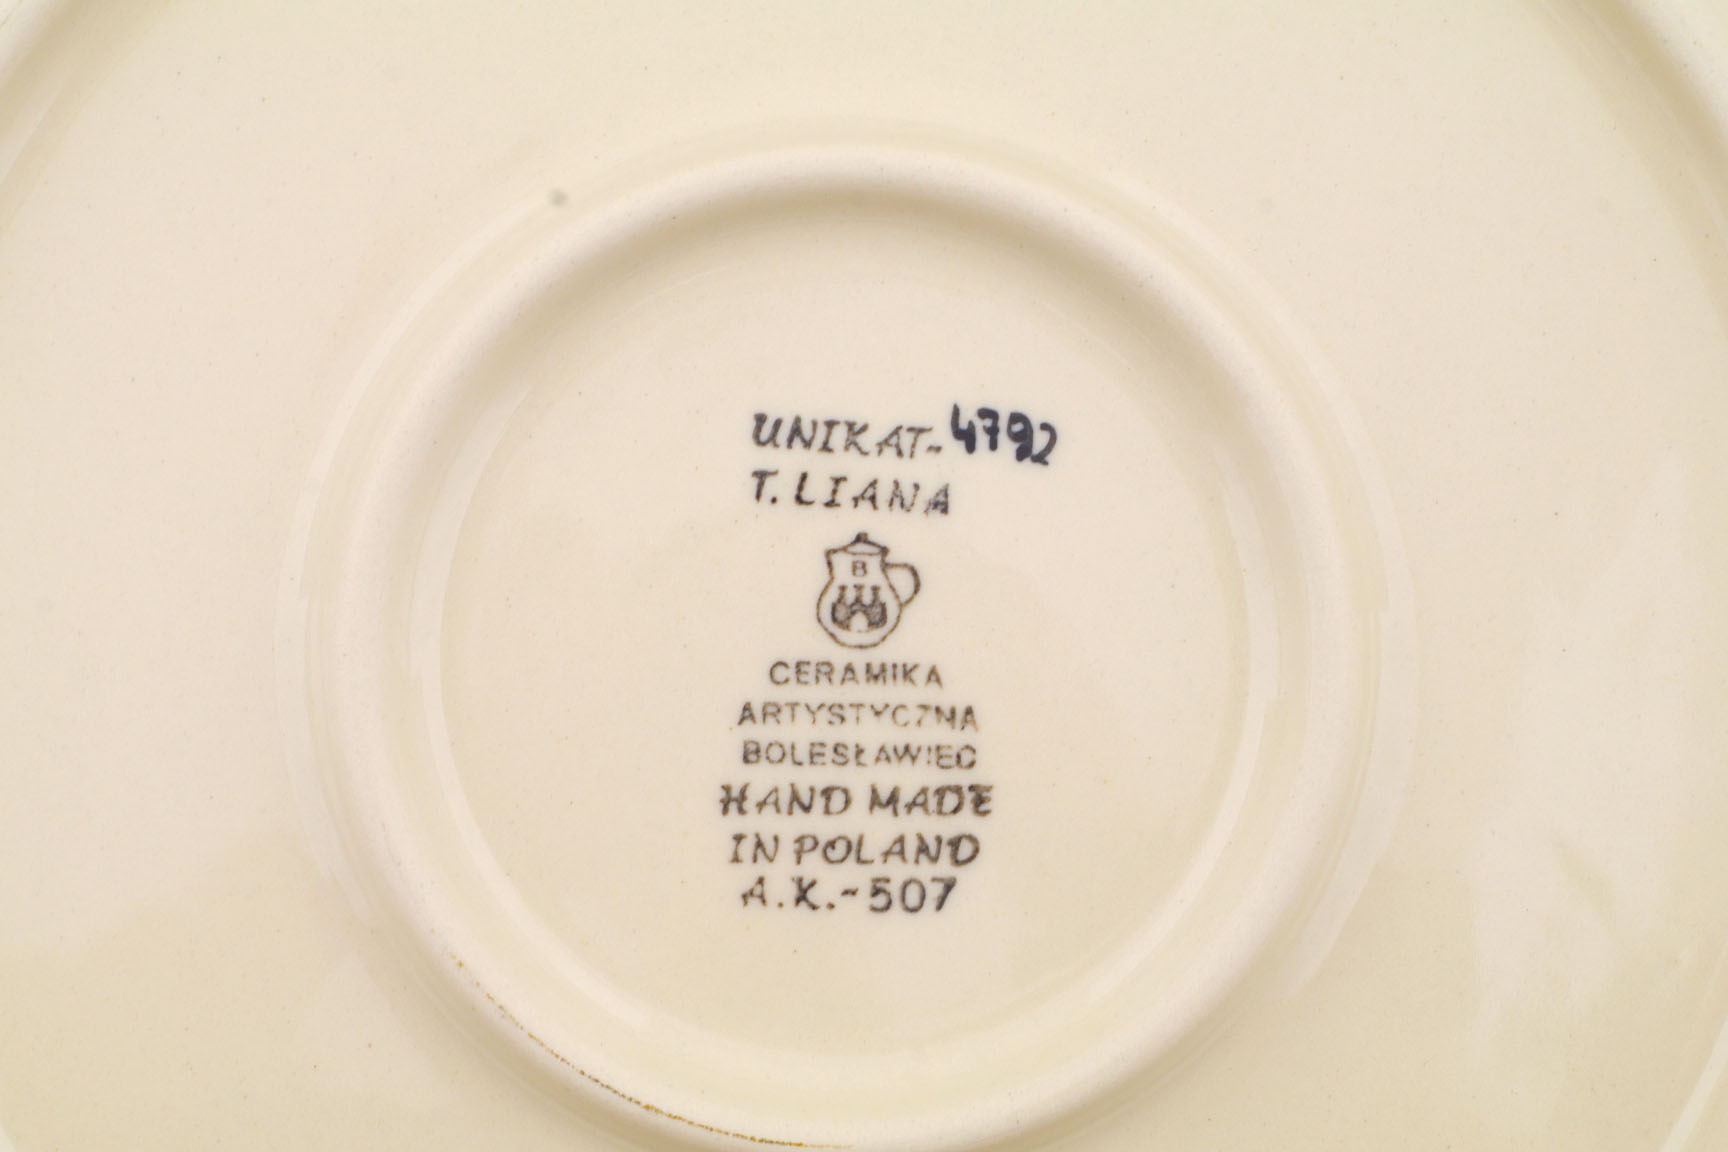 UNIKAT-4792
T. LIANA
B
CERAMIKA
ARTYSTYCZNA
BOLESŁAWIEC
HAND MADE
IN POLAND
A.K.-507